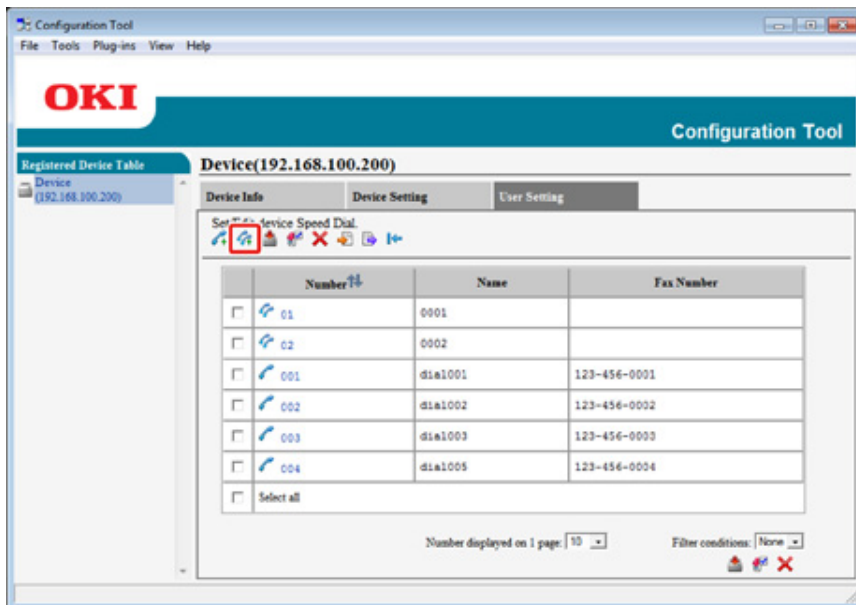 Configuration Tool
File Tools Plug-ins View Help
OKI
Configuration Tool
Registered Device Table
Device
(192.168.100.200)
Device(192.168.100.200)
Device Info Device Setting User Setting
device Speed Dial.
Number Name Fax Number
01 0001
02 0002
001 dial001 123-456-0001
002 dial002 123-456-0002
003 dial003 123-456-0003
004 dial005 123-456-0004
Select all
Number displayed on 1 page: 10 Filter conditions: None